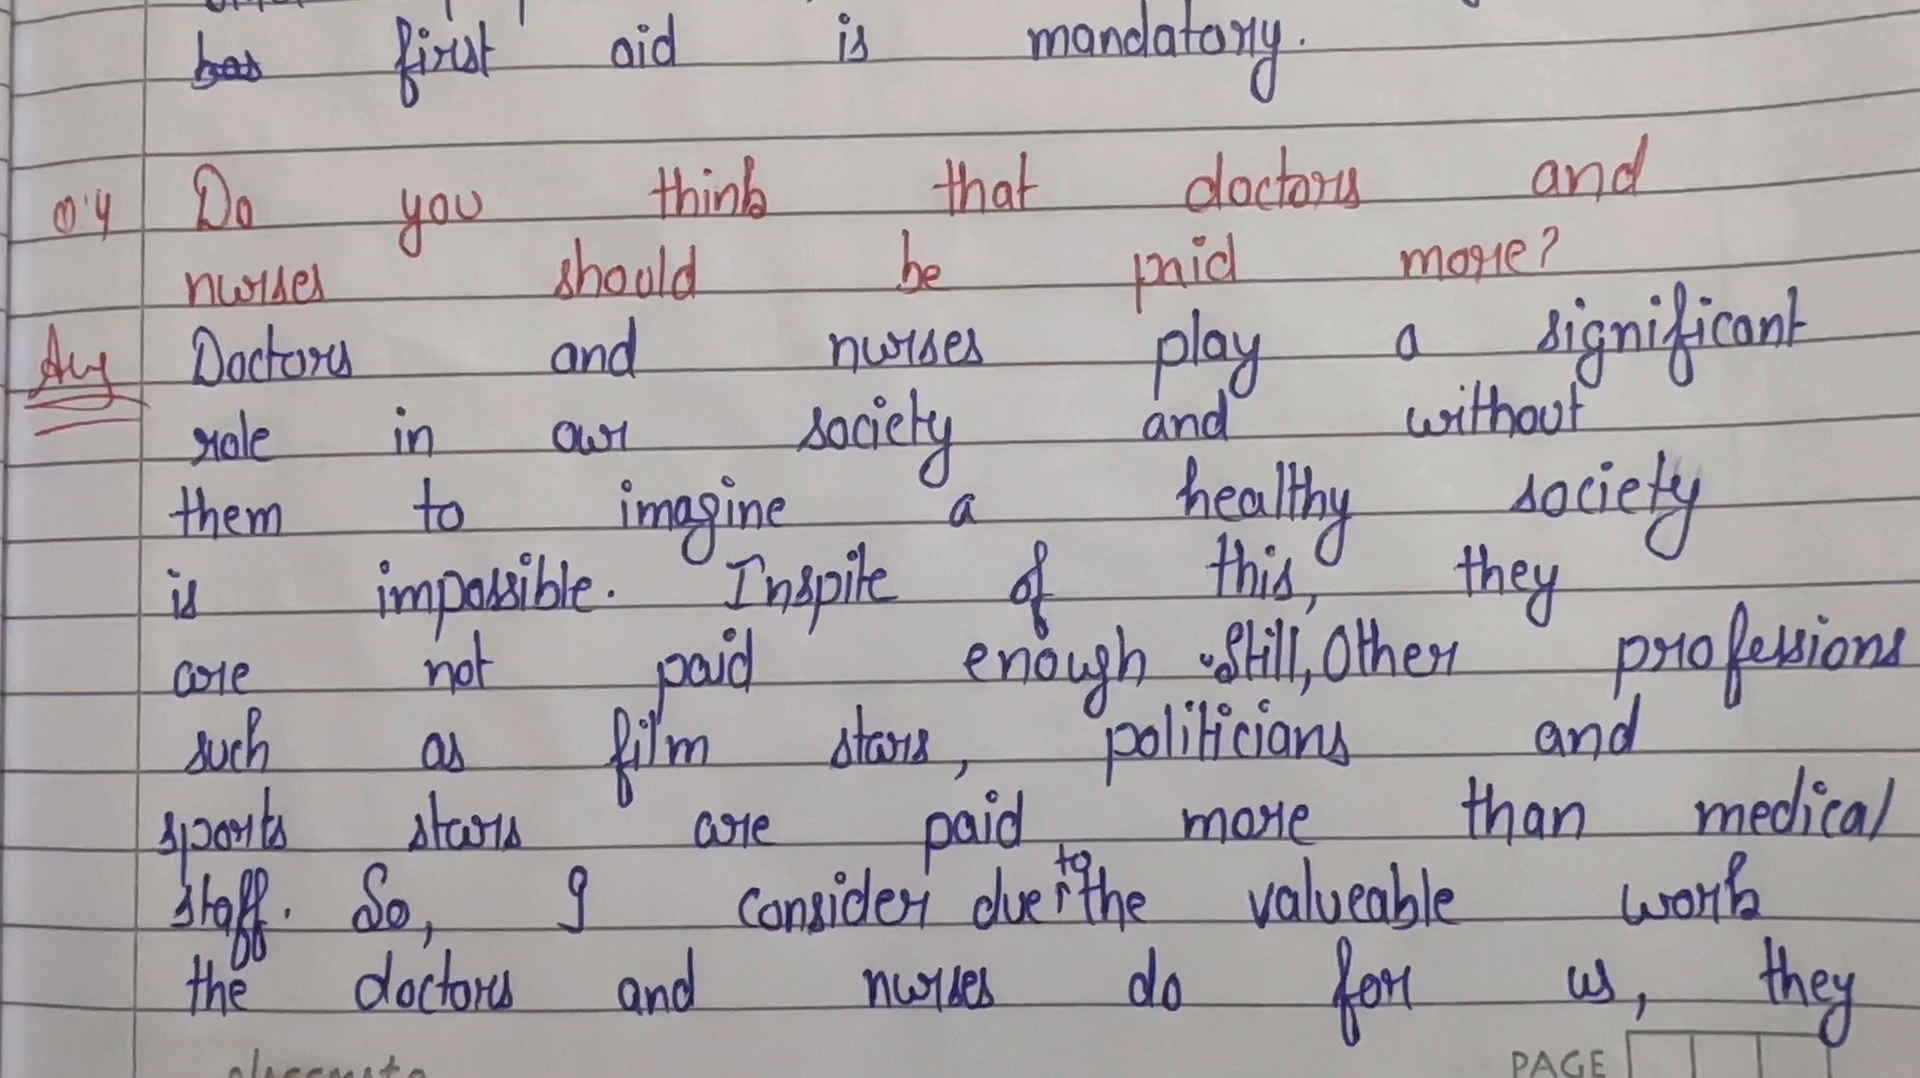 first aid is mandatory.
Q.4 Do you think that doctors and
nurses should be paid more?
Ans Doctors and nurses play a significant
role in our society and without
them to imagine a healthy society
is impossible. Inspite of this, they
are not paid enough. Still, Other professions
such as film stars, politicians and
sports stars are paid more than medical
staff. So, I consider due to the valueable work
the doctors and nurses do for us, they
classmate
PAGE